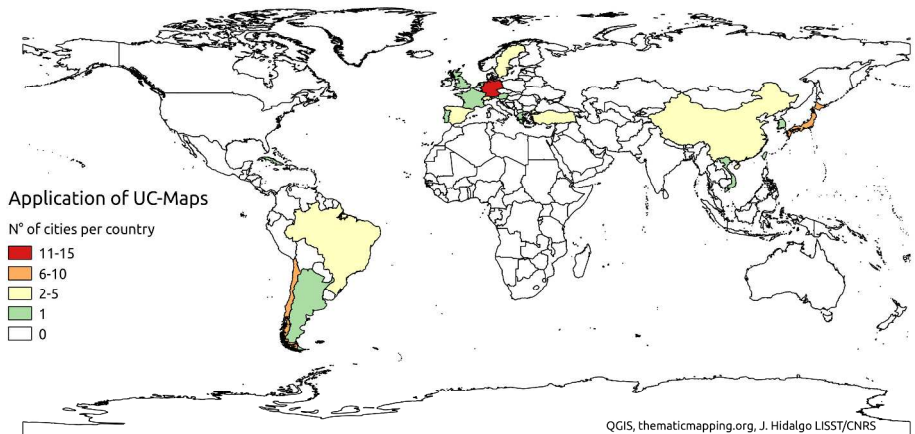 Application of UC-Maps
N° of cities per country
11-15
6-10
2-5
1
0
QGIS, thematicmapping.org, J. Hidalgo LISST/CNRS